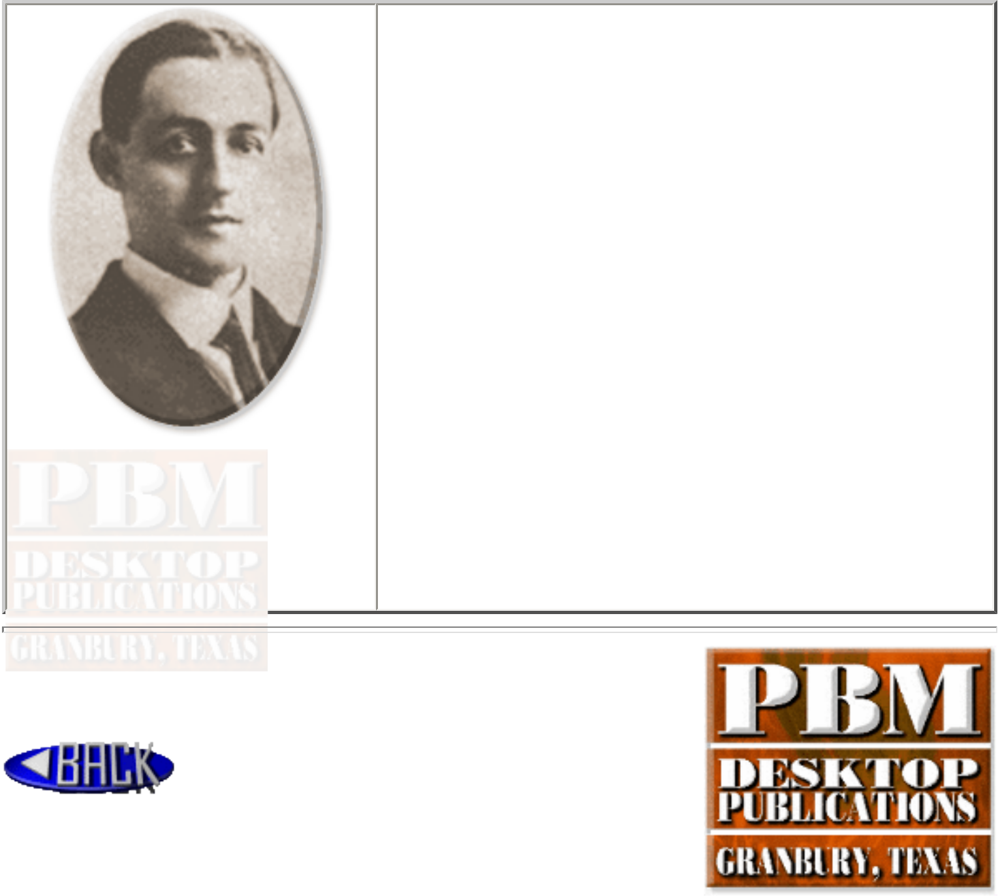 PBM
DESKTOP
PUBLICATIONS
GRANBURY, TEXAS
BACK
PBM
DESKTOP
PUBLICATIONS
GRANBURY, TEXAS